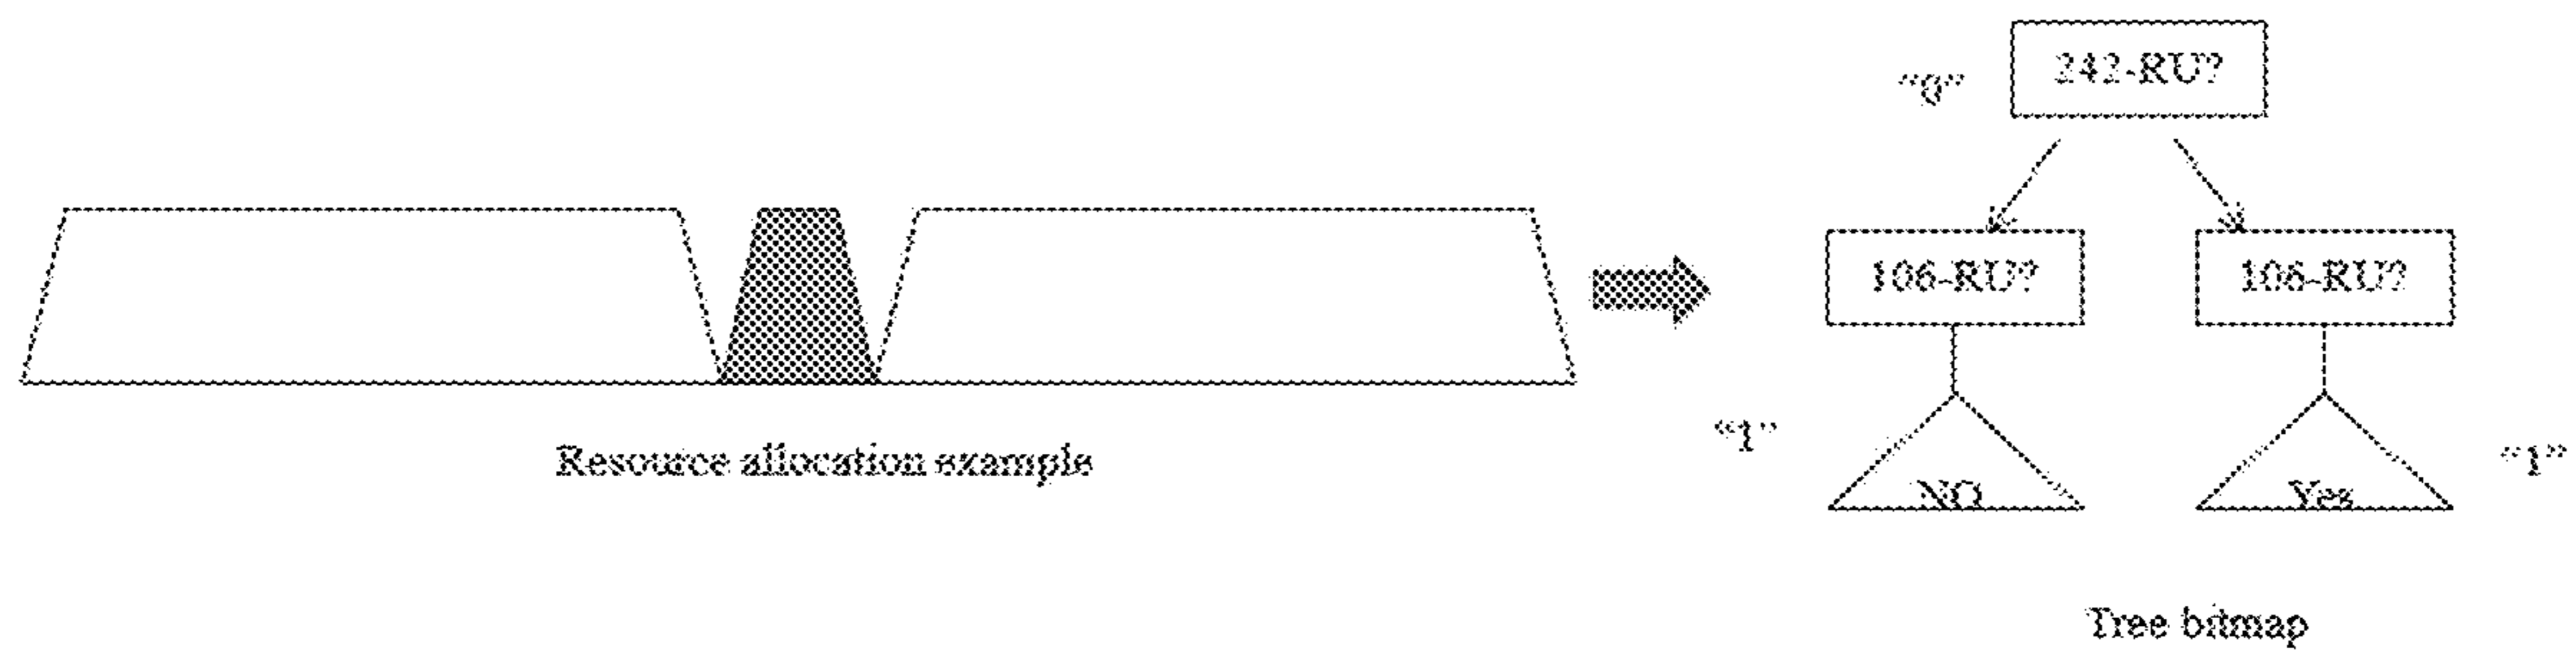 242-RU?
“0”
106-RU?
106-RU?
“1”
Resource allocation example
“1”
NO
Yes
Tree bitmap